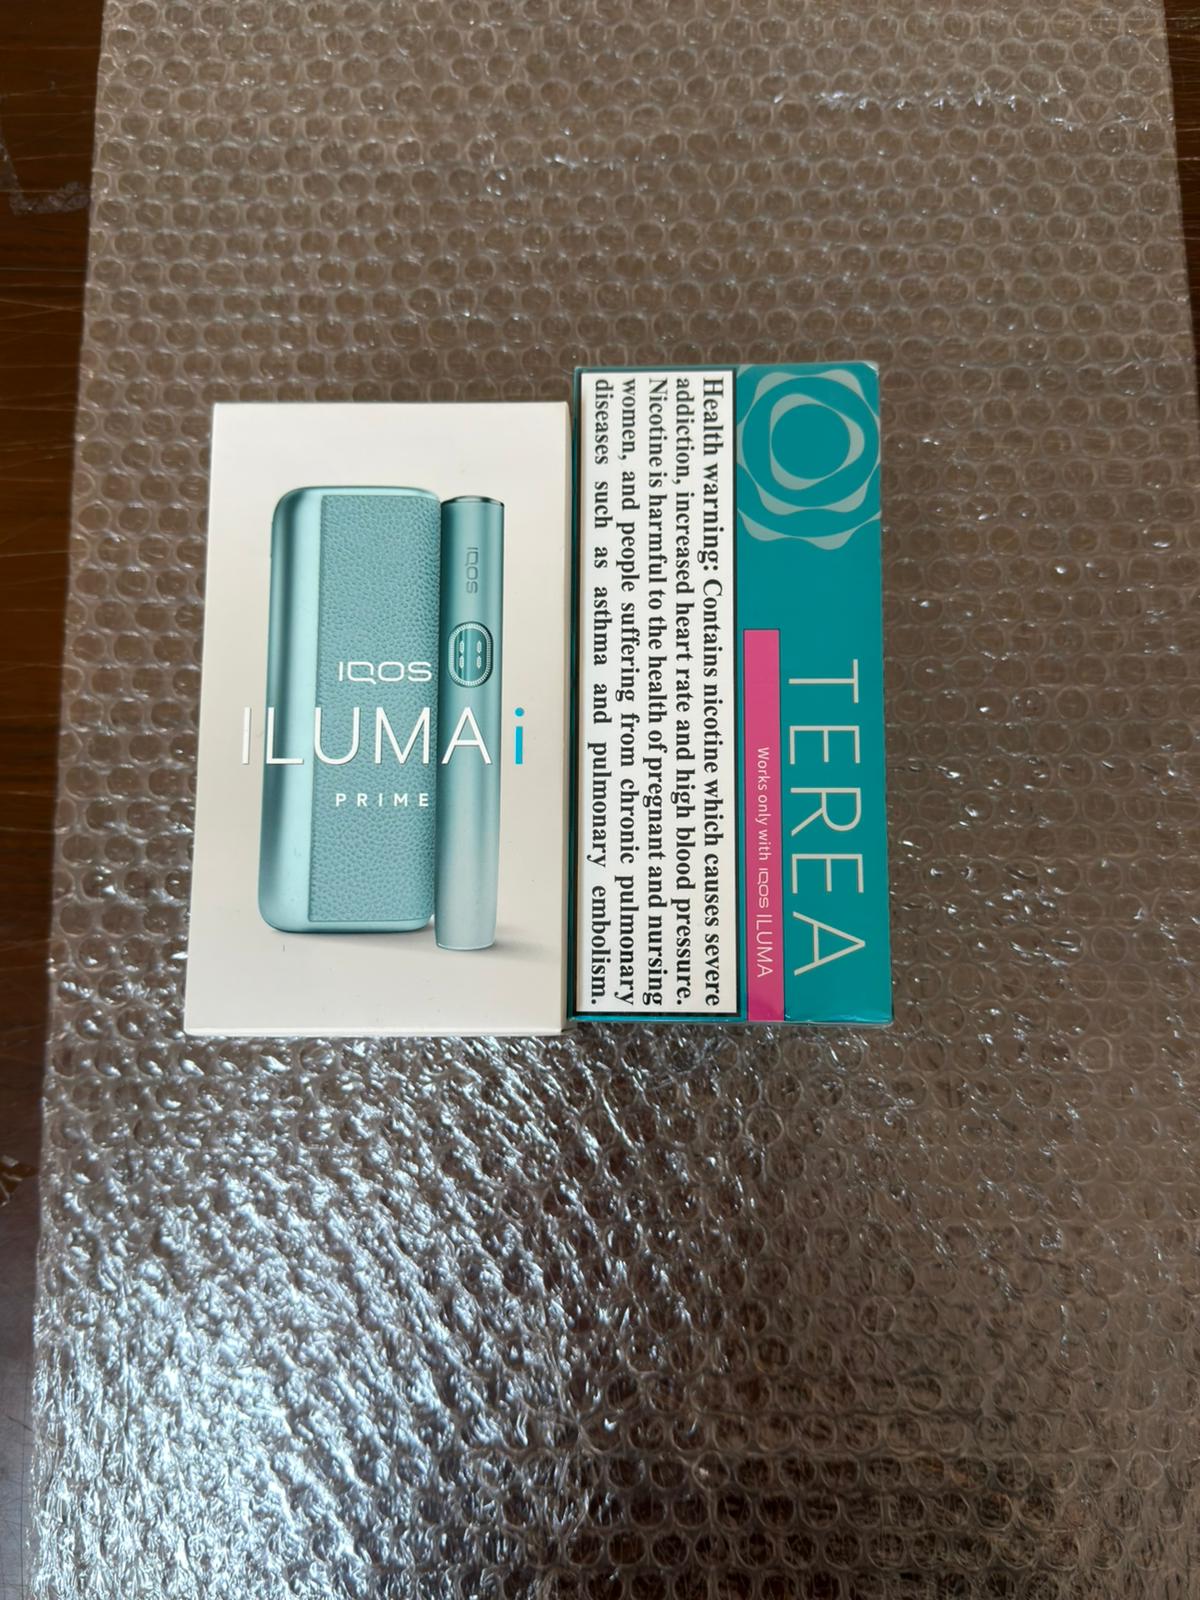 IQOS
IQOS
ILUMA i
PRIME
Health warning: Contains nicotine which causes severe
addiction, increased heart rate and high blood pressure.
Nicotine is harmful to the health of pregnant and nursing
women, and people suffering from chronic pulmonary
diseases such as asthma and pulmonary embolism.
TEREA
Works only with IQOS ILUMA